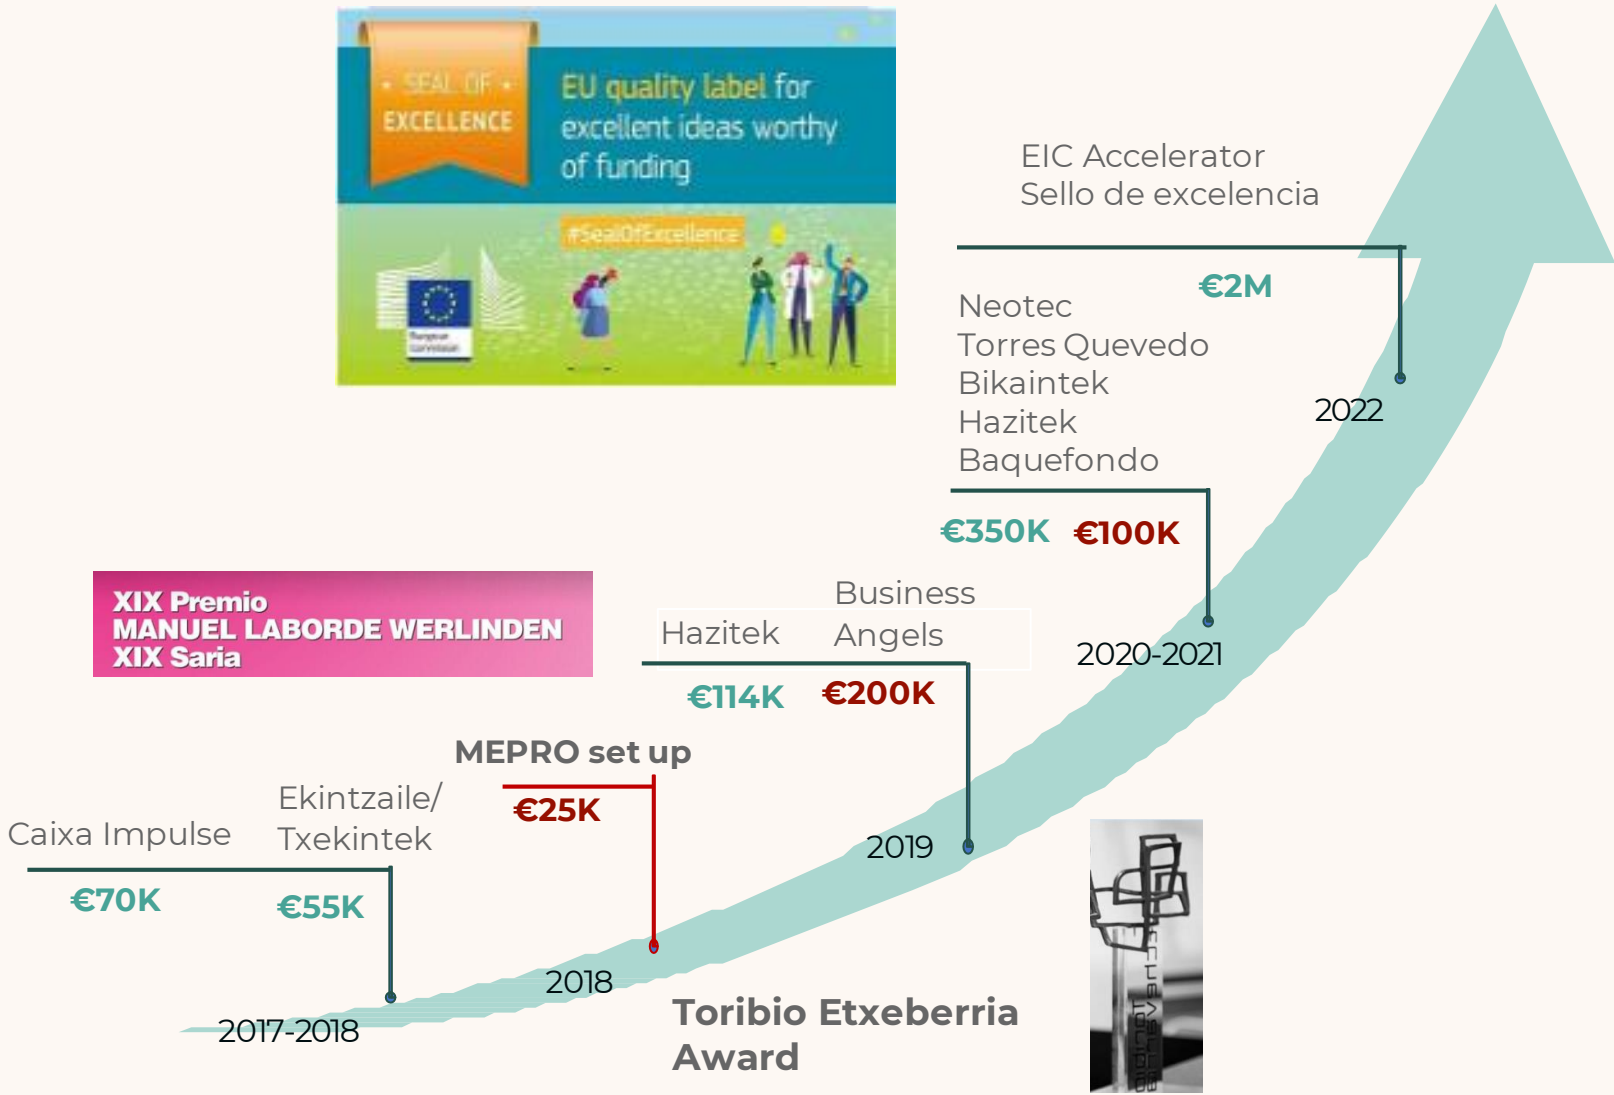 SEAL OF
EXCELLENCE
EU quality label for
excellent ideas worthy
of funding
#SealOfExcellence
European
Commission
EIC Accelerator
Sello de excelencia
€2M
2022
Neotec
Torres Quevedo
Bikaintek
Hazitek
Baquefondo
€350K €100K
2020-2021
XIX Premio
MANUEL LABORDE WERLINDEN
XIX Saria
Hazitek
Business
Angels
€114K €200K
2019
MEPRO set up
€25K
2018
Caixa Impulse
Ekintzaile/
Txekintek
€70K €55K
2017-2018
Toribio Etxeberria
Award